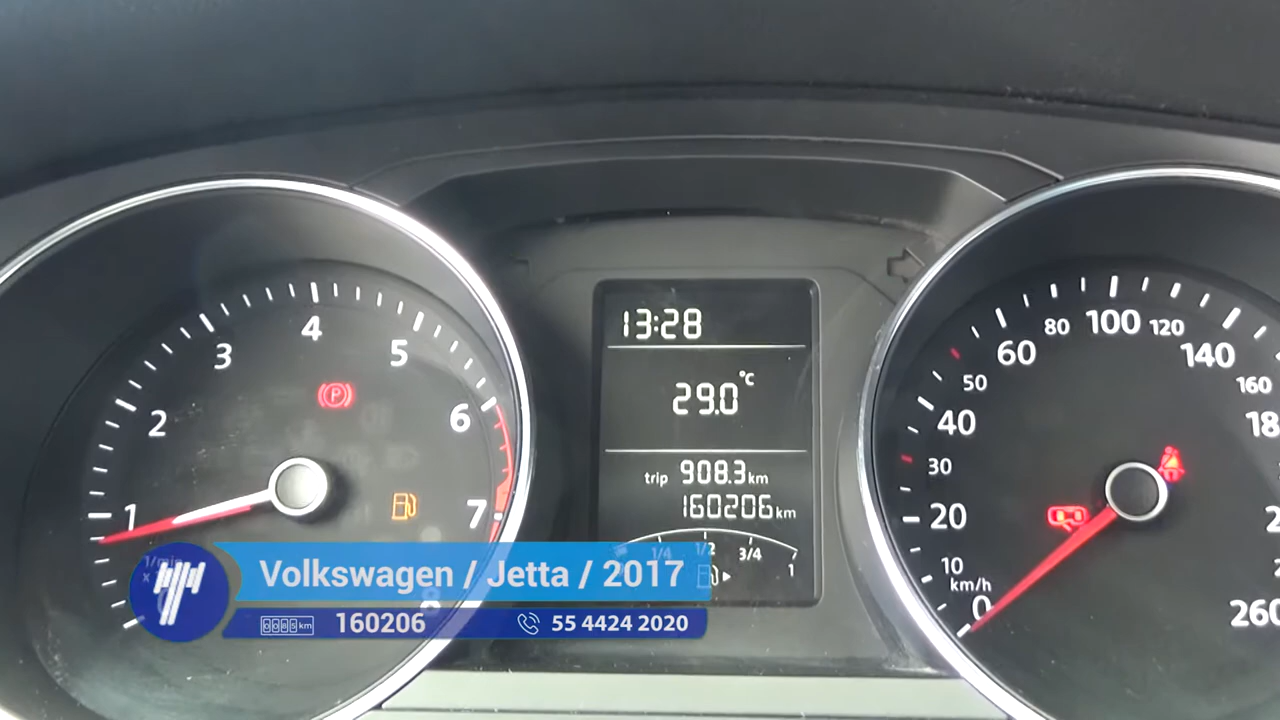 13:28
29.0°C
trip 908.3km
160206km
1/4 1/2 3/4 1
1 2 3 4 5 6 7 8
1/min
x
P
0 10 20 30 40 50 60 80 100 120 140 160
260
km/h
Volkswagen / Jetta / 2017
km 160206 55 4424 2020